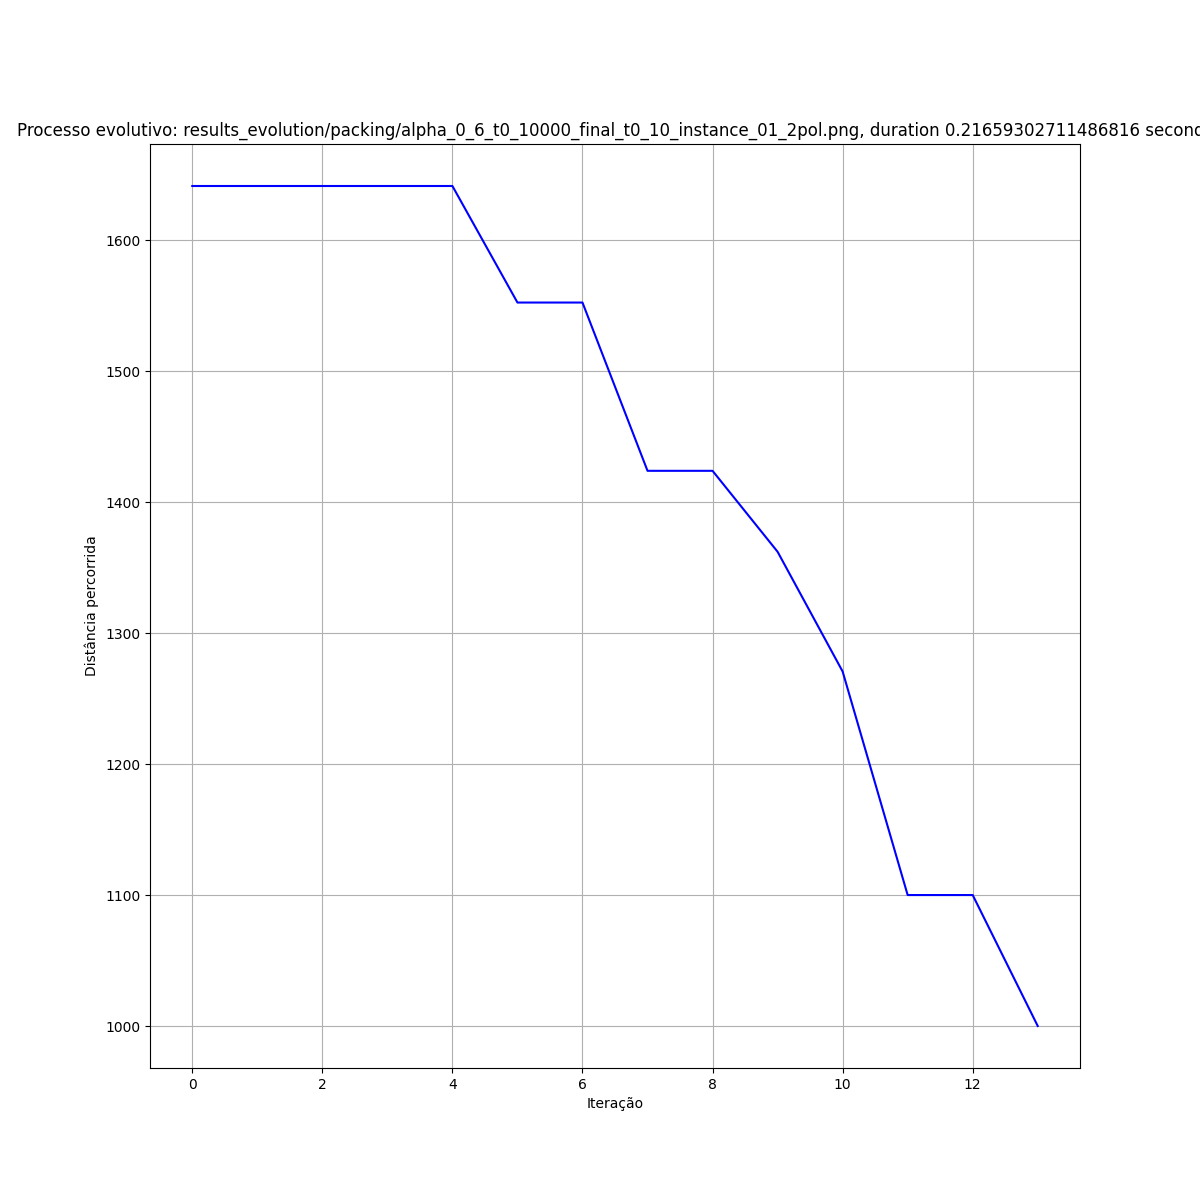 Processo evolutivo: results_evolution/packing/alpha_0_6_t0_10000_final_t0_10_instance_01_2pol.png, duration 0.21659302711486816 secon
1600
1500
1400
1300
1200
1100
1000
Distância percorrida
0 2 4 6 8 10 12
Iteração